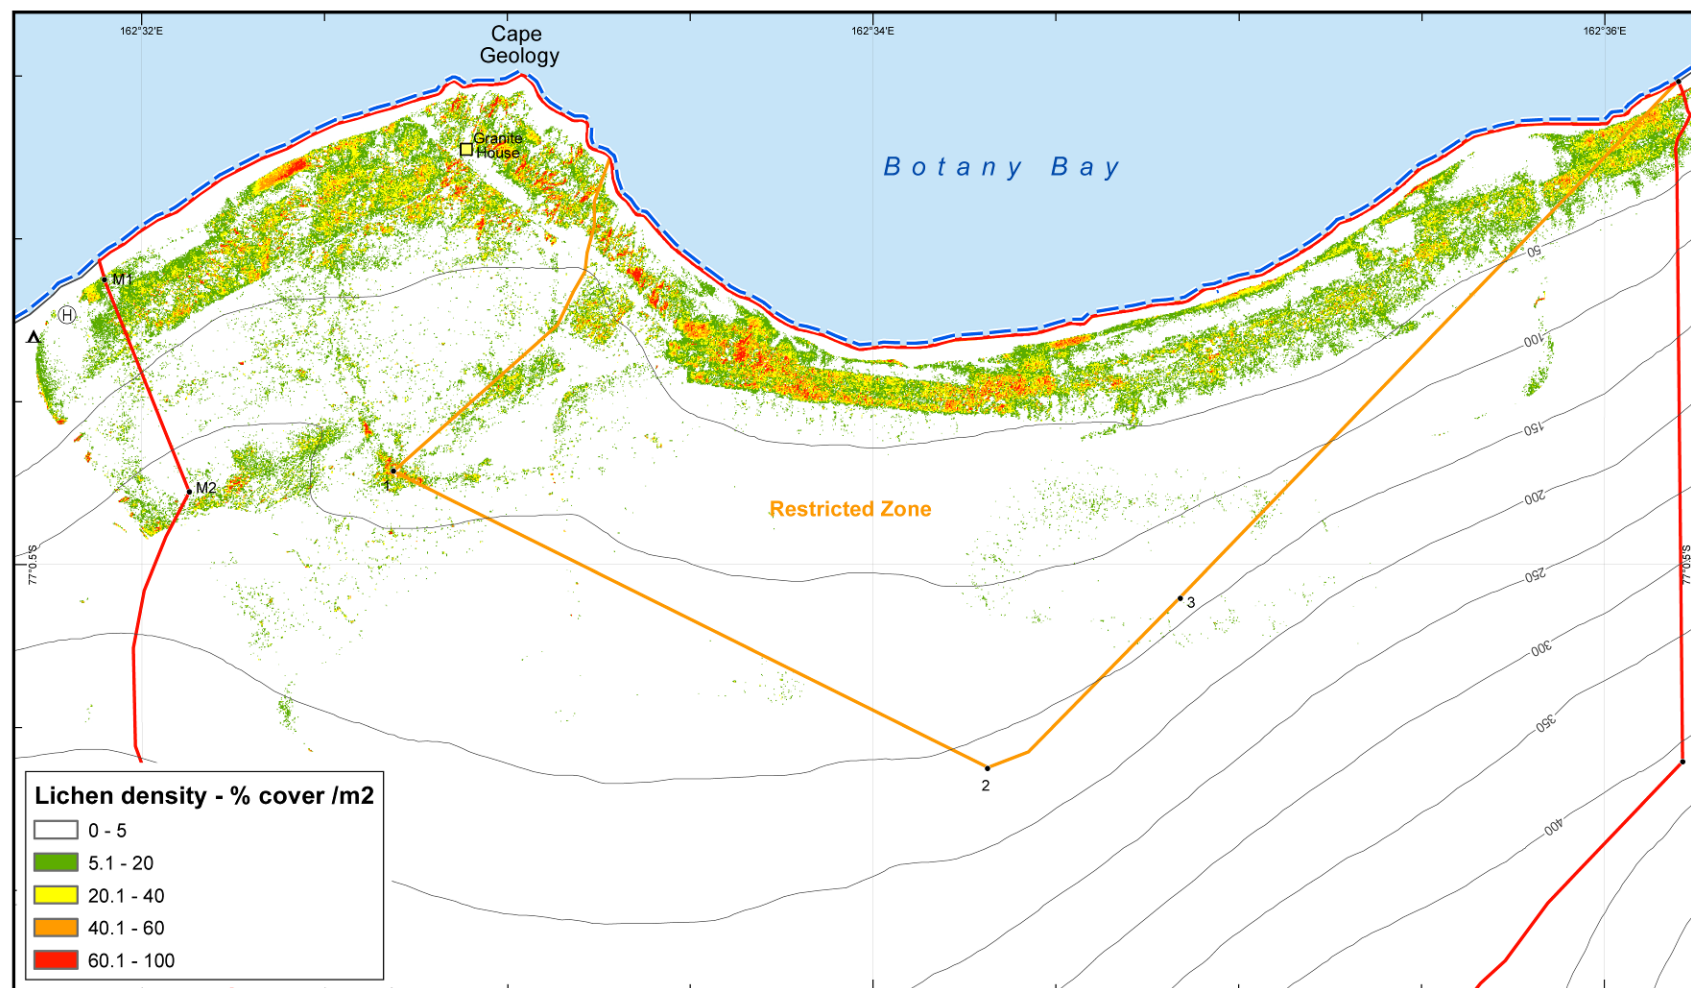 162°32'E
162°34'E
162°36'E
Cape
Geology
Granite
House
Botany Bay
M1
H
M2
1
Restricted Zone
2
3
50
100
150
200
250
300
350
400
77°0.5'S
77°0.5'S
Lichen density - % cover /m2
0 - 5
5.1 - 20
20.1 - 40
40.1 - 60
60.1 - 100